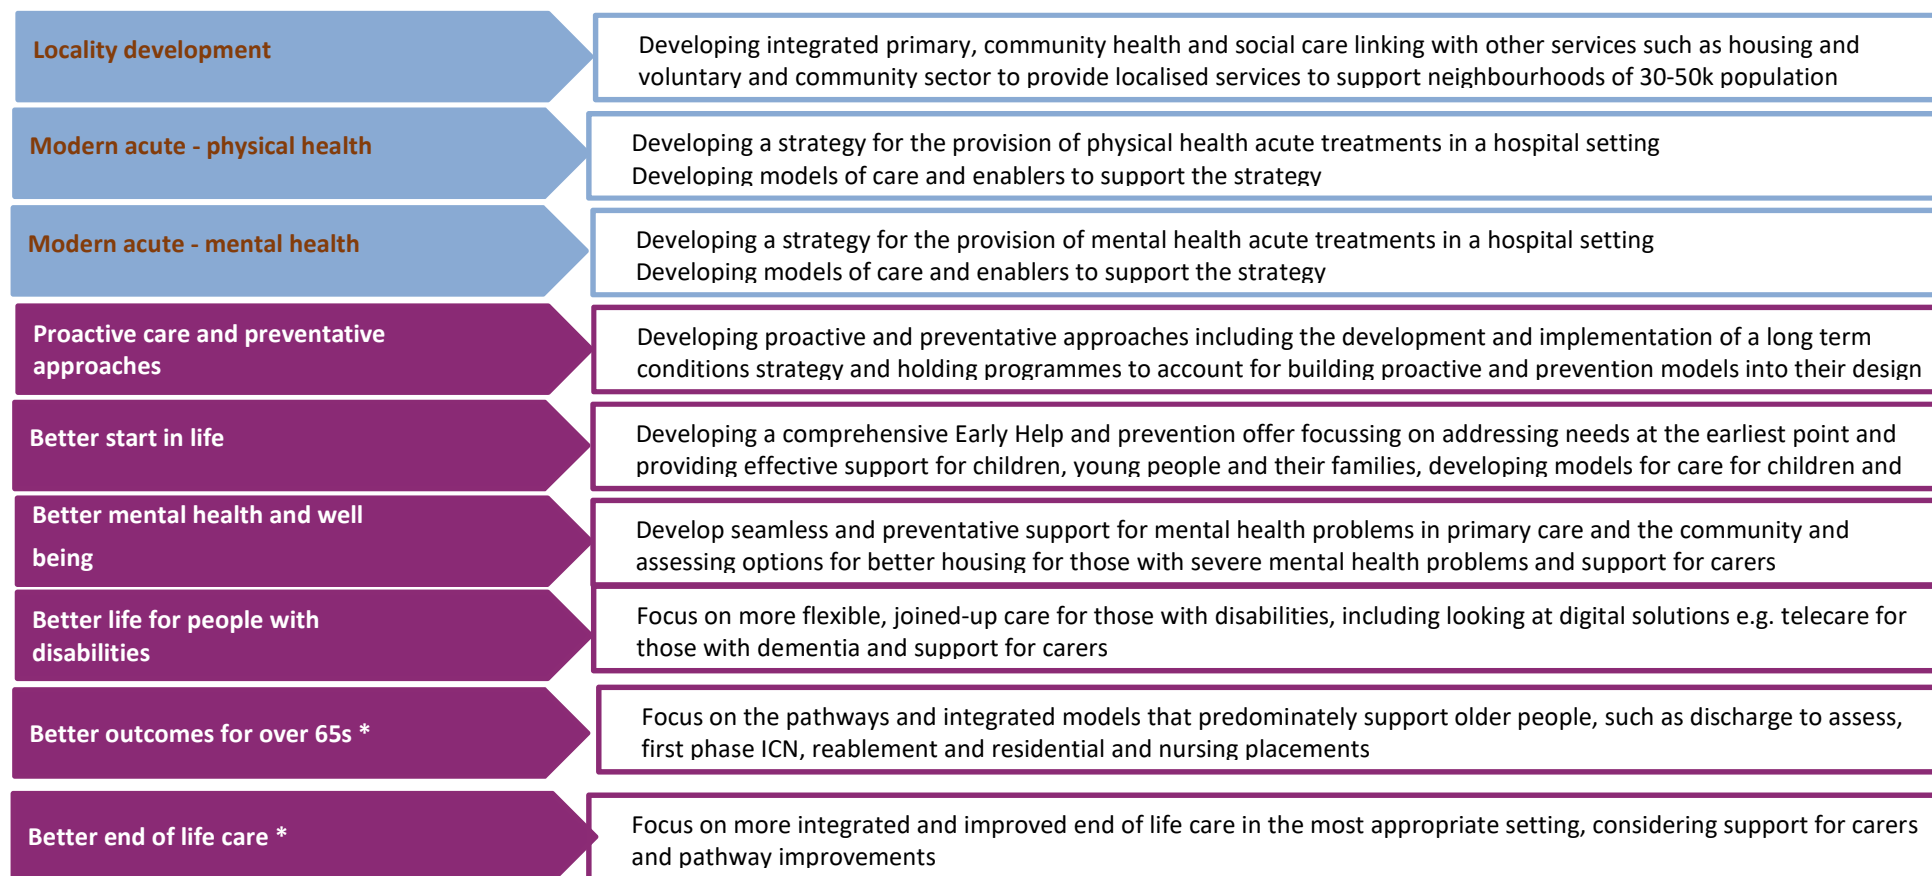 Locality development
Developing integrated primary, community health and social care linking with other services such as housing and
voluntary and community sector to provide localised services to support neighbourhoods of 30-50k population
Modern acute - physical health
Developing a strategy for the provision of physical health acute treatments in a hospital setting
Developing models of care and enablers to support the strategy
Modern acute - mental health
Developing a strategy for the provision of mental health acute treatments in a hospital setting
Developing models of care and enablers to support the strategy
Proactive care and preventative
approaches
Developing proactive and preventative approaches including the development and implementation of a long term
conditions strategy and holding programmes to account for building proactive and prevention models into their design
Better start in life
Developing a comprehensive Early Help and prevention offer focussing on addressing needs at the earliest point and
providing effective support for children, young people and their families, developing models for care for children and
Better mental health and well
being
Develop seamless and preventative support for mental health problems in primary care and the community and
assessing options for better housing for those with severe mental health problems and support for carers
Better life for people with
disabilities
Focus on more flexible, joined-up care for those with disabilities, including looking at digital solutions e.g. telecare for
those with dementia and support for carers
Better outcomes for over 65s *
Focus on the pathways and integrated models that predominately support older people, such as discharge to assess,
first phase ICN, reablement and residential and nursing placements
Better end of life care *
Focus on more integrated and improved end of life care in the most appropriate setting, considering support for carers
and pathway improvements